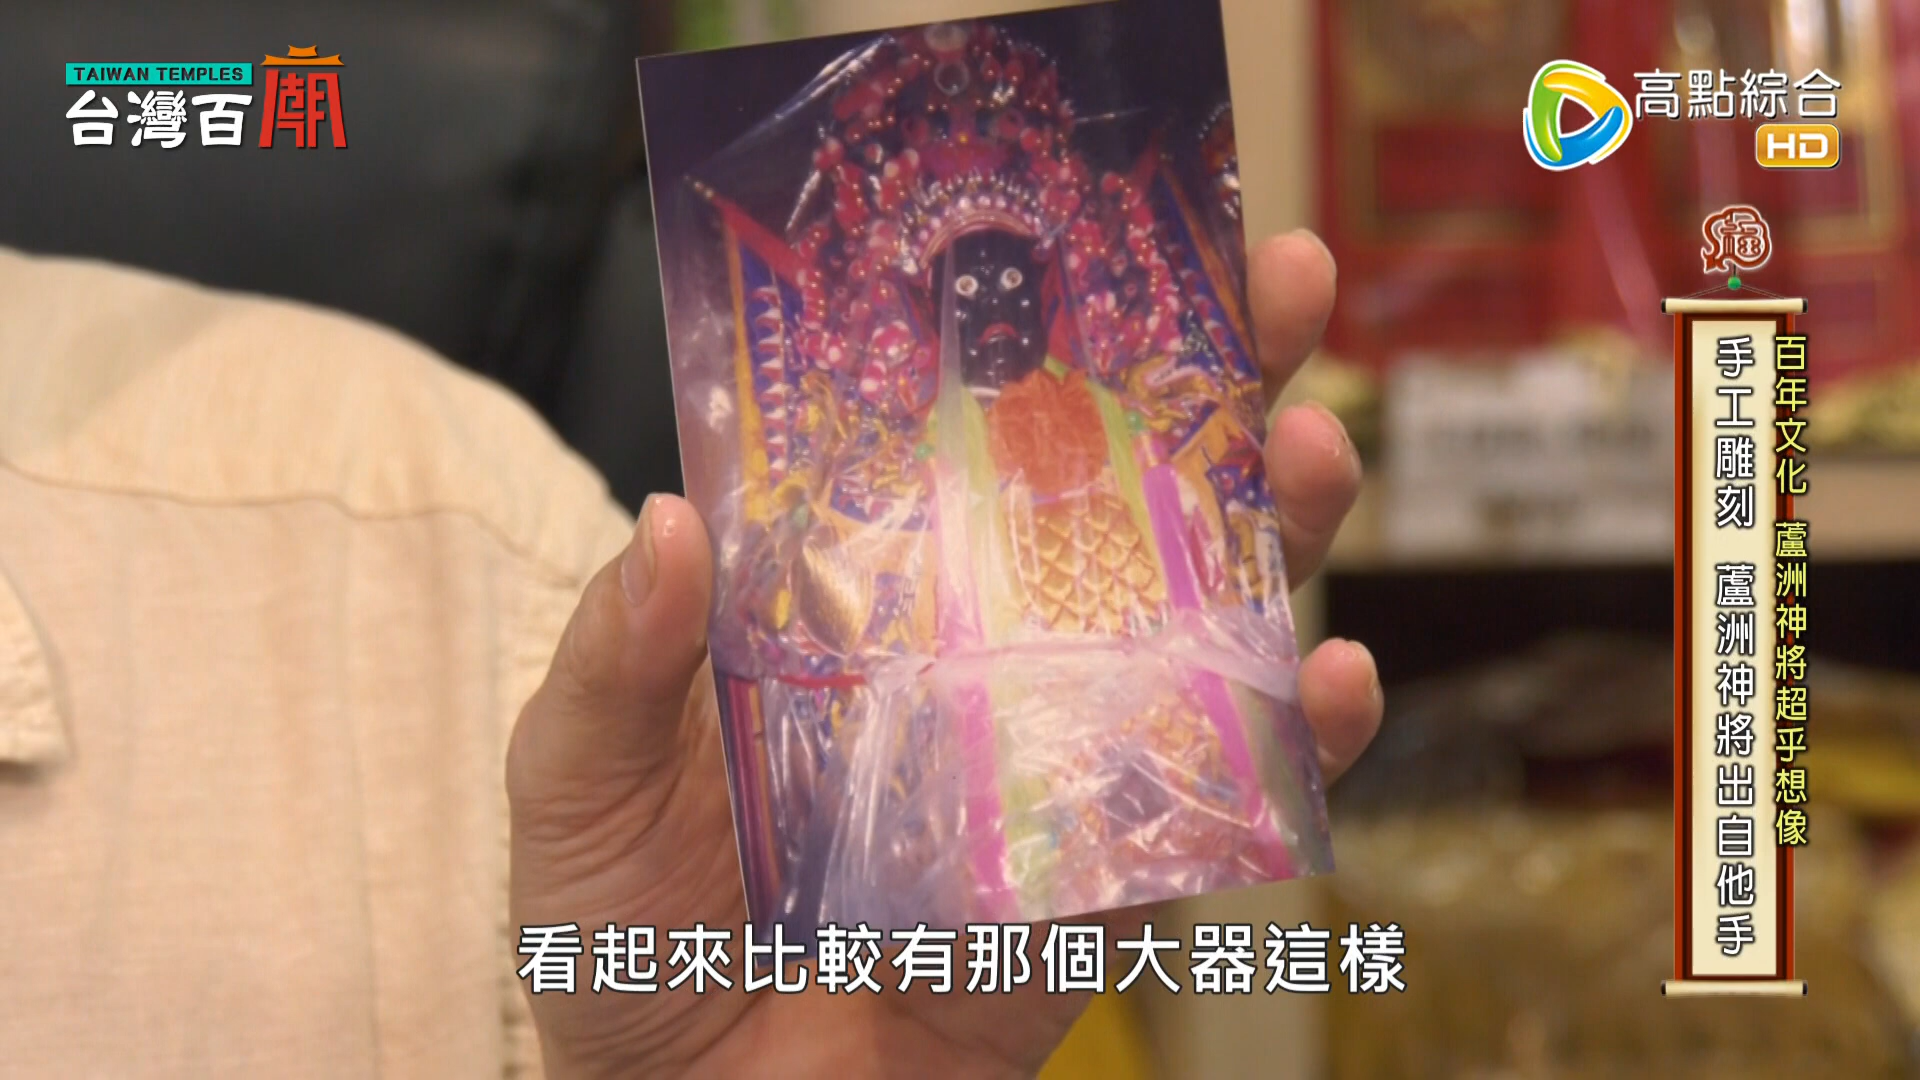 TAIWAN TEMPLES
台灣百廟
高點綜合
HD
百年文化 蘆洲神將超乎想像
手工雕刻 蘆洲神將出自他手
看起來比較有那個大器這樣